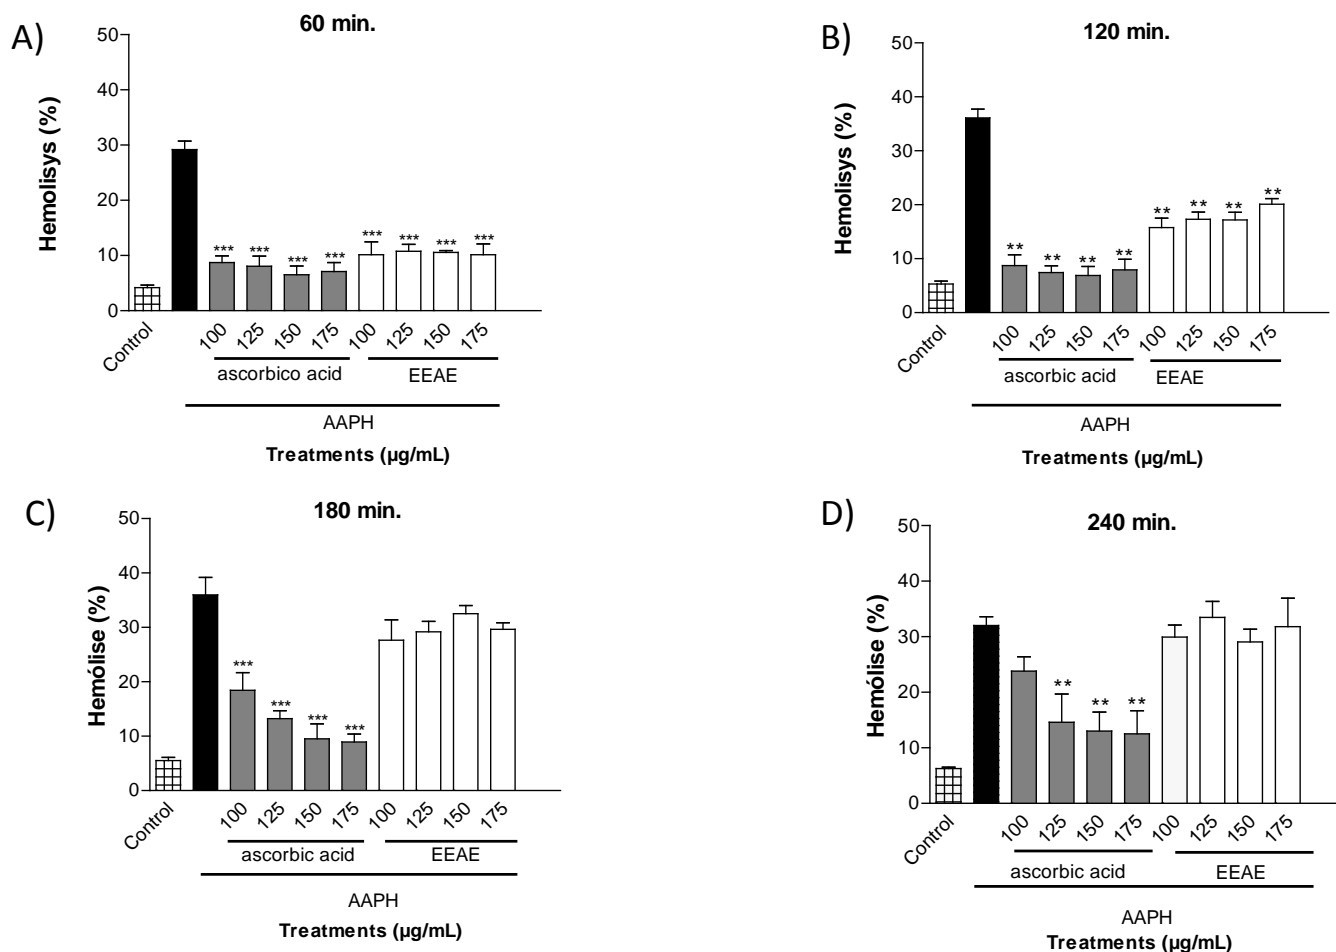 A)
60 min.
Hemolisys (%)
50
40
30
20
10
0
*** *** *** *** *** *** *** ***
Control 100 125 150 175 100 125 150 175
ascorbico acid EEAE
AAPH
Treatments (µg/mL)
B)
120 min.
Hemolisys (%)
50
40
30
20
10
0
** ** ** ** ** ** ** **
Control 100 125 150 175 100 125 150 175
ascorbic acid EEAE
AAPH
Treatments (µg/mL)
C)
180 min.
Hemólise (%)
50
40
30
20
10
0
*** *** *** ***
Control 100 125 150 175 100 125 150 175
ascorbic acid EEAE
AAPH
Treatments (µg/mL)
D)
240 min.
Hemólise (%)
50
40
30
20
10
0
** ** **
Control 100 125 150 175 100 125 150 175
ascorbic acid EEAE
AAPH
Treatments (µg/mL)